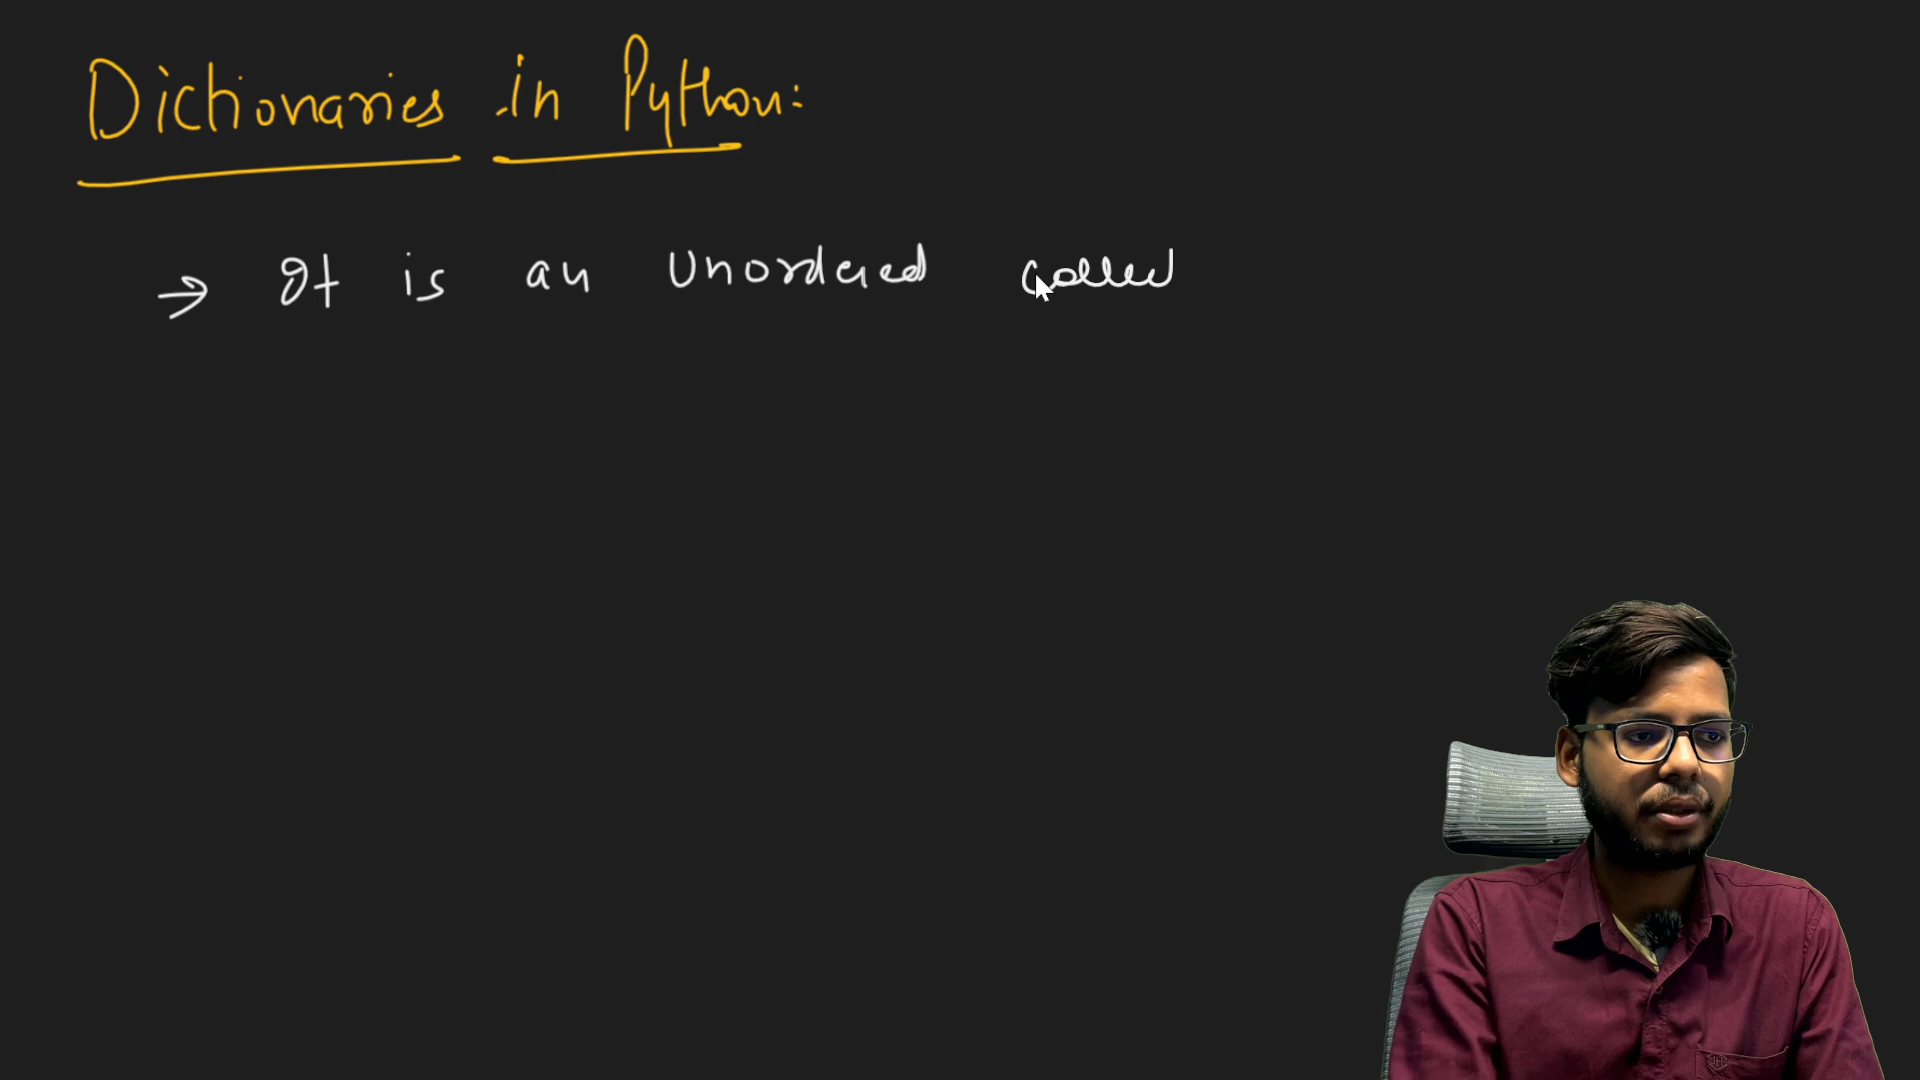 Dictionaries in Python:
→ It is an unordered